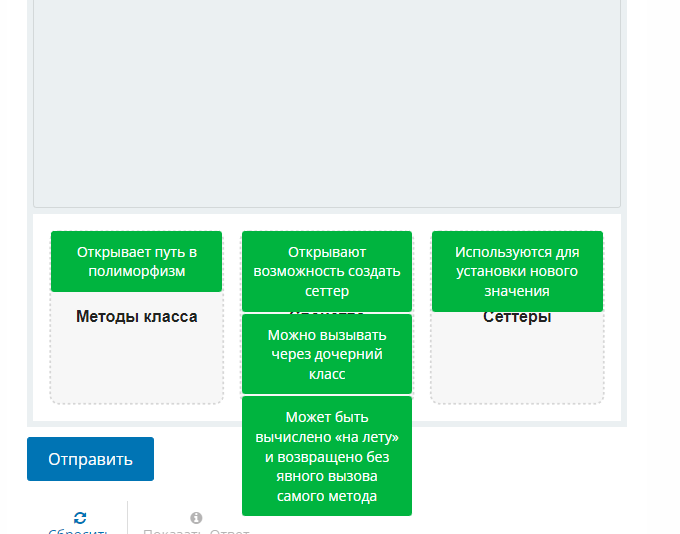 Открывает путь в
полиморфизм
Методы класса
Открывают
возможность создать
сеттер
Можно вызывать
через дочерний
класс
Может быть
вычислено «на лету»
и возвращено без
явного вызова
самого метода
Используются для
установки нового
значения
Сеттеры
Отправить
Сбросить
Показать Ответ